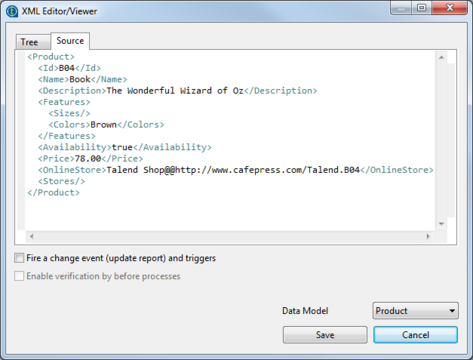 XML Editor/Viewer
Tree
Source
<Product>
<Id>B04</Id>
<Name>Book</Name>
<Description>The Wonderful Wizard of Oz</Description>
<Features>
<Sizes/>
<Colors>Brown</Colors>
</Features>
<Availability>true</Availability>
<Price>78.00</Price>
<OnlineStore>Talend Shop@@http://www.cafepress.com/Talend.B04</OnlineStore>
<Stores/>
</Product>
Fire a change event (update report) and triggers
Enable verification by before processes
Data Model
Product
Save
Cancel